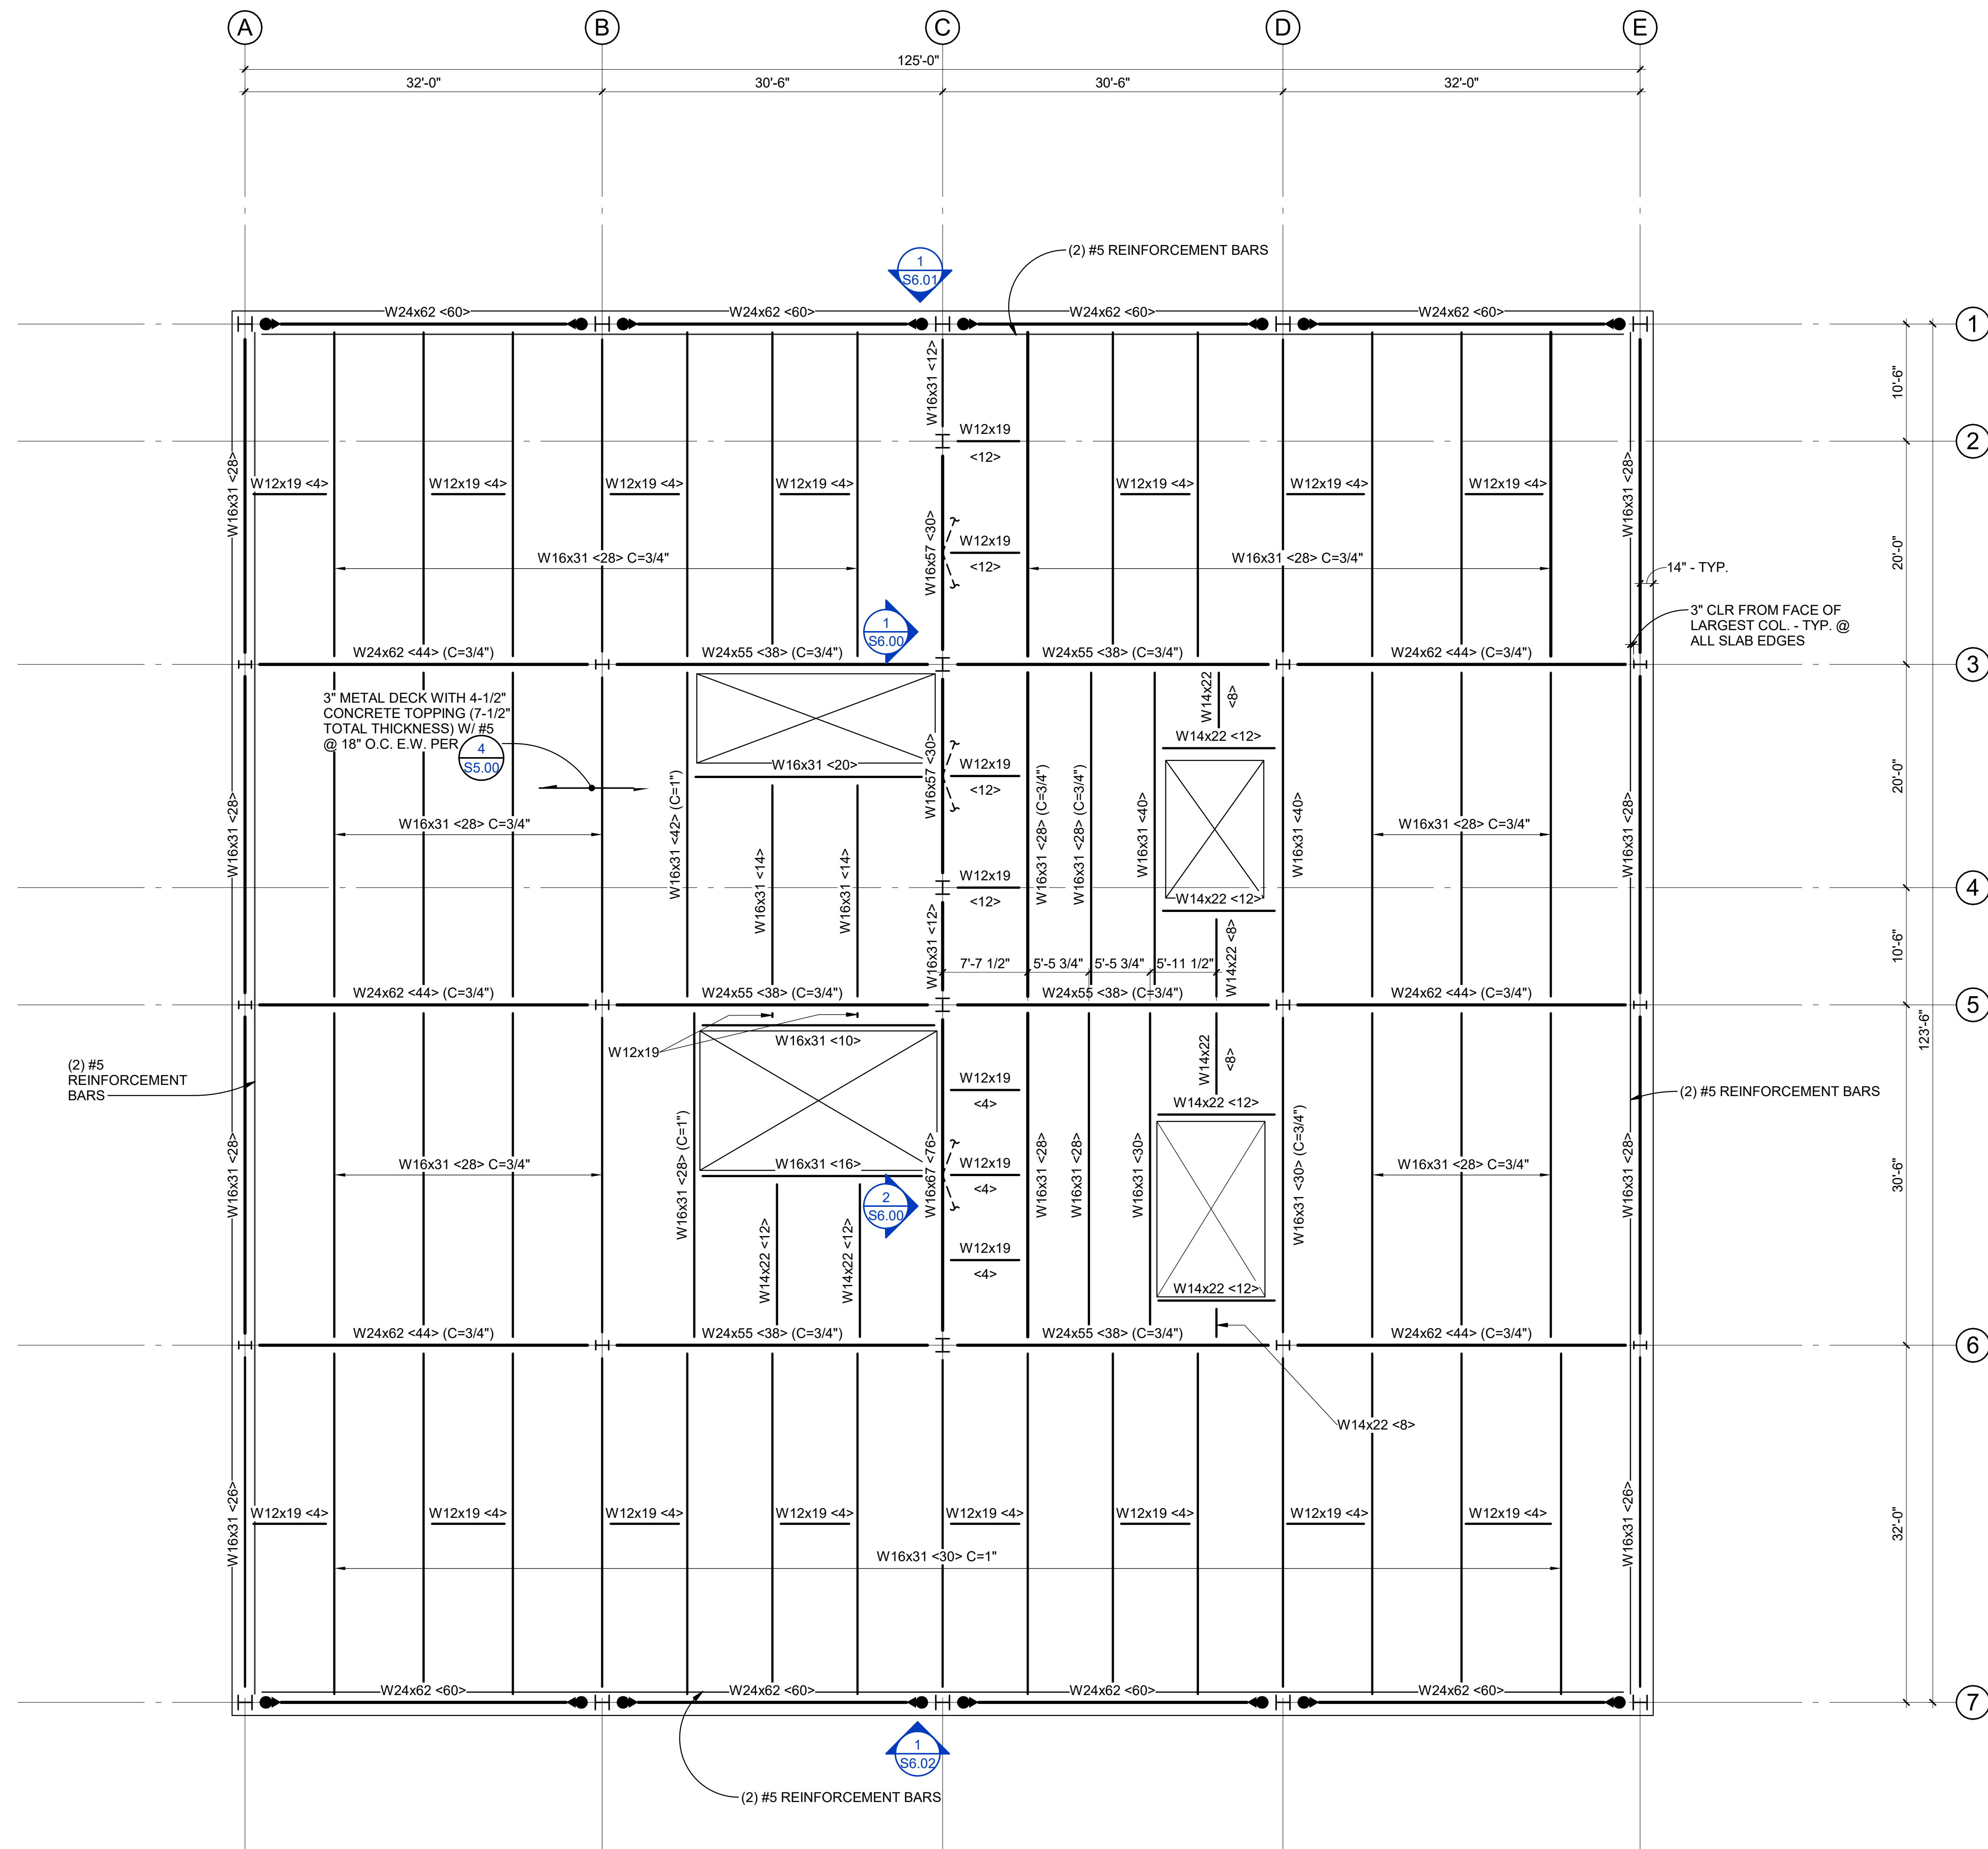 A B C D E
125'-0"
32'-0" 30'-6" 30'-6" 32'-0"
(2) #5 REINFORCEMENT BARS
1
S6.01
W24x62 <60> W24x62 <60> W24x62 <60> W24x62 <60>
1
W16x31 <12>
10'-6"
W12x19
<12>
2
W16x31 <28>
W12x19 <4> W12x19 <4> W12x19 <4> W12x19 <4> W12x19 <4> W12x19 <4> W12x19 <4>
W16x31 <28>
W16x57 <30>
W12x19
<12>
20'-0"
W16x31 <28> C=3/4" W16x31 <28> C=3/4"
14" - TYP.
3" CLR FROM FACE OF
LARGEST COL. - TYP. @
ALL SLAB EDGES
1
S6.00
W24x62 <44> (C=3/4") W24x55 <38> (C=3/4") W24x55 <38> (C=3/4") W24x62 <44> (C=3/4")
3
3" METAL DECK WITH 4-1/2"
CONCRETE TOPPING (7-1/2"
TOTAL THICKNESS) W/ #5
@ 18" O.C. E.W. PER
4
S5.00
W14x22
<8>
W14x22 <12>
W16x31 <20>
W16x57 <30>
W12x19
<12>
20'-0"
W16x31 <28>
W16x31 <28> C=3/4"
W16x31 <42> (C=1")
W16x31 <14>
W16x31 <14>
W16x31 <28> (C=3/4")
W16x31 <28> (C=3/4")
W16x31 <40>
W16x31 <40>
W16x31 <28> C=3/4"
W16x31 <28>
W12x19
<12>
4
W14x22 <12>
W16x31 <12>
W14x22 <8>
10'-6"
7'-7 1/2" 5'-5 3/4" 5'-5 3/4" 5'-11 1/2"
W24x62 <44> (C=3/4") W24x55 <38> (C=3/4") W24x55 <38> (C=3/4") W24x62 <44> (C=3/4")
5
123'-6"
W12x19
W16x31 <10>
W14x22
<8>
(2) #5
REINFORCEMENT
BARS
W12x19
<4>
W14x22 <12>
(2) #5 REINFORCEMENT BARS
W16x31 <28>
W16x31 <28> C=3/4"
W16x31 <28> (C=1")
W16x31 <16>
W16x67 <76>
W12x19
<4>
W16x31 <28>
W16x31 <28>
W16x31 <30>
W16x31 <30> (C=3/4")
W16x31 <28> C=3/4"
W16x31 <28>
30'-6"
2
S6.00
W14x22 <12>
W14x22 <12>
W12x19
<4>
W14x22 <12>
W24x62 <44> (C=3/4") W24x55 <38> (C=3/4") W24x55 <38> (C=3/4") W24x62 <44> (C=3/4")
6
W14x22 <8>
W16x31 <26>
W12x19 <4> W12x19 <4> W12x19 <4> W12x19 <4> W12x19 <4> W12x19 <4> W12x19 <4> W12x19 <4>
W16x31 <26>
32'-0"
W16x31 <30> C=1"
W24x62 <60> W24x62 <60> W24x62 <60> W24x62 <60>
7
1
S6.02
(2) #5 REINFORCEMENT BARS